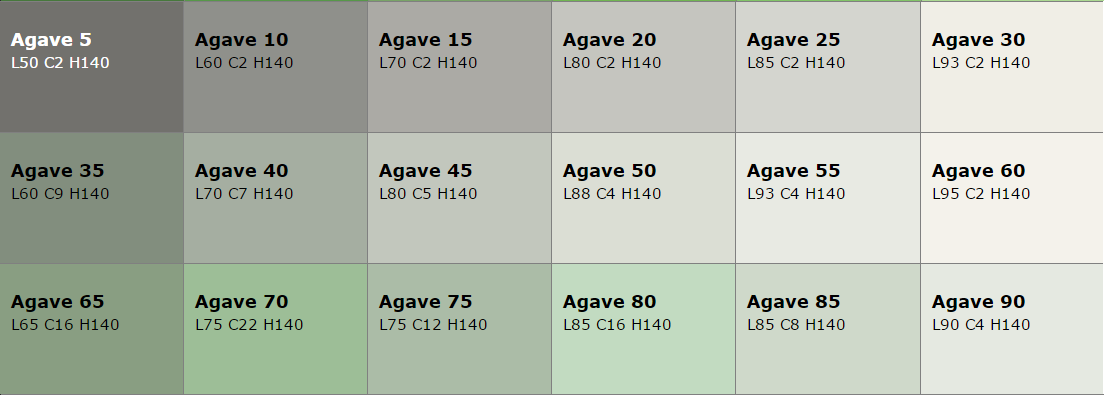 Agave 5
L50 C2 H140
Agave 10
L60 C2 H140
Agave 15
L70 C2 H140
Agave 20
L80 C2 H140
Agave 25
L85 C2 H140
Agave 30
L93 C2 H140
Agave 35
L60 C9 H140
Agave 40
L70 C7 H140
Agave 45
L80 C5 H140
Agave 50
L88 C4 H140
Agave 55
L93 C4 H140
Agave 60
L95 C2 H140
Agave 65
L65 C16 H140
Agave 70
L75 C22 H140
Agave 75
L75 C12 H140
Agave 80
L85 C16 H140
Agave 85
L85 C8 H140
Agave 90
L90 C4 H140